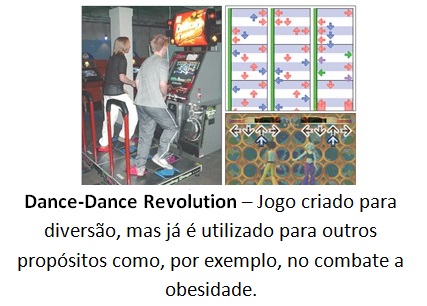 Dance-Dance Revolution – Jogo criado para
diversão, mas já é utilizado para outros
propósitos como, por exemplo, no combate a
obesidade.